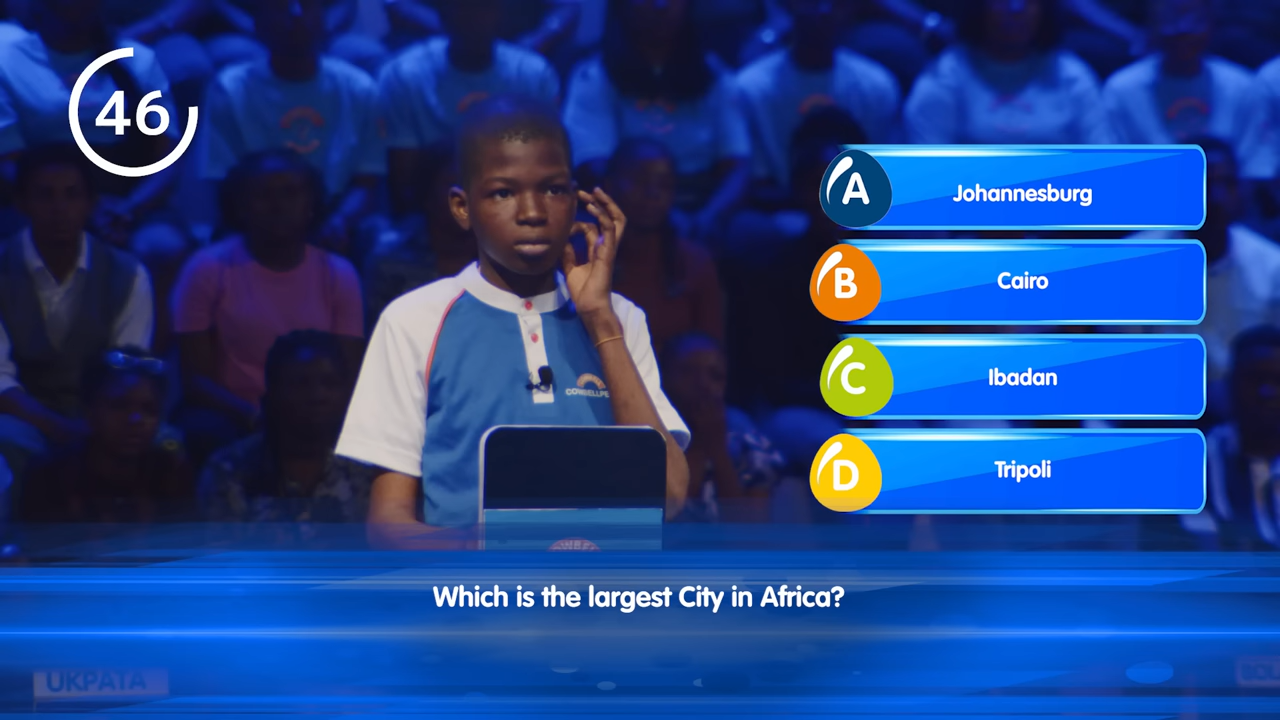 46
A Johannesburg
B Cairo
C Ibadan
D Tripoli
Which is the largest City in Africa?
UKPATA